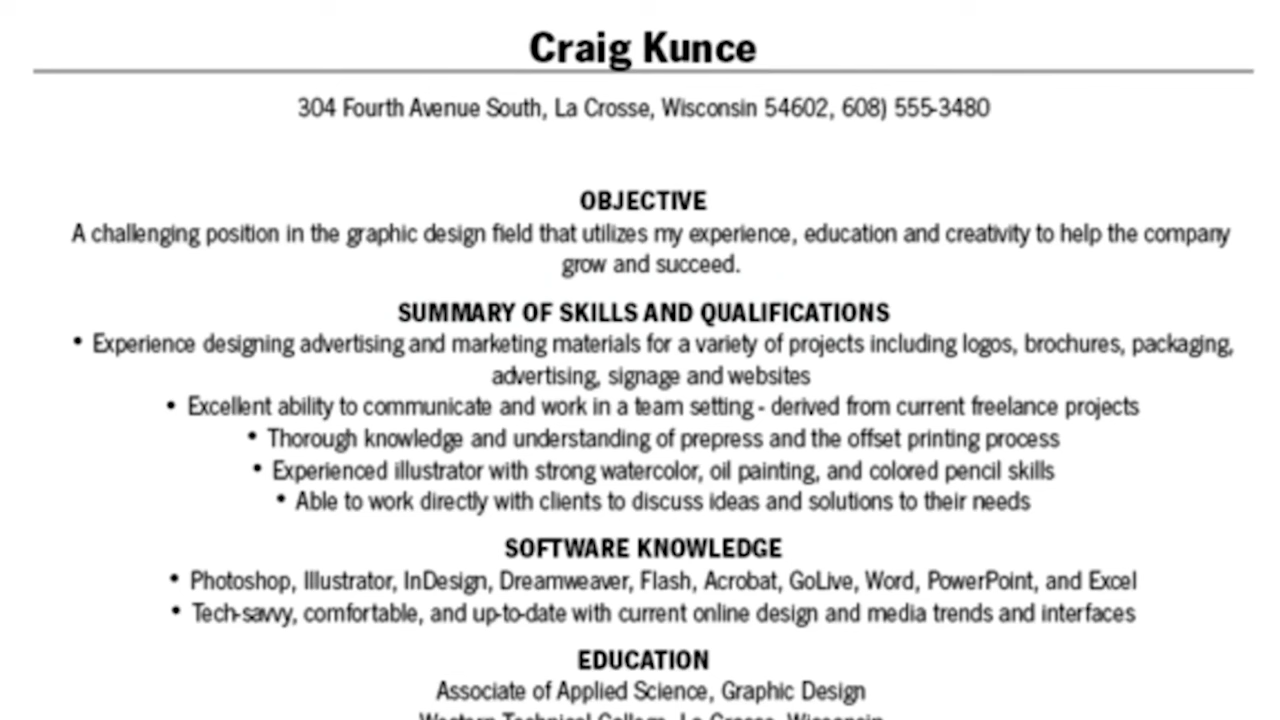 Craig Kunce
304 Fourth Avenue South, La Crosse, Wisconsin 54602, 608) 555-3480
OBJECTIVE
A challenging position in the graphic design field that utilizes my experience, education and creativity to help the company
grow and succeed.
SUMMARY OF SKILLS AND QUALIFICATIONS
• Experience designing advertising and marketing materials for a variety of projects including logos, brochures, packaging,
advertising, signage and websites
• Excellent ability to communicate and work in a team setting - derived from current freelance projects
• Thorough knowledge and understanding of prepress and the offset printing process
• Experienced illustrator with strong watercolor, oil painting, and colored pencil skills
• Able to work directly with clients to discuss ideas and solutions to their needs
SOFTWARE KNOWLEDGE
• Photoshop, Illustrator, InDesign, Dreamweaver, Flash, Acrobat, GoLive, Word, PowerPoint, and Excel
• Tech-savvy, comfortable, and up-to-date with current online design and media trends and interfaces
EDUCATION
Associate of Applied Science, Graphic Design
Western Technical College, La Crosse, Wisconsin